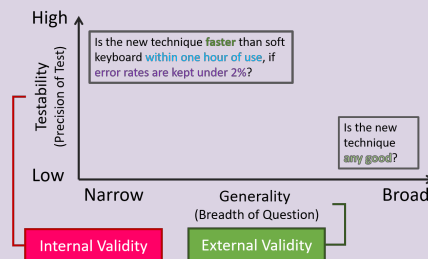 High
Is the new technique faster than soft
keyboard within one hour of use, if
error rates are kept under 2%?
Testability
(Precision of Test)
Is the new
technique
any good?
Low
Narrow
Generality
(Breadth of Question)
Broad
Internal Validity
External Validity